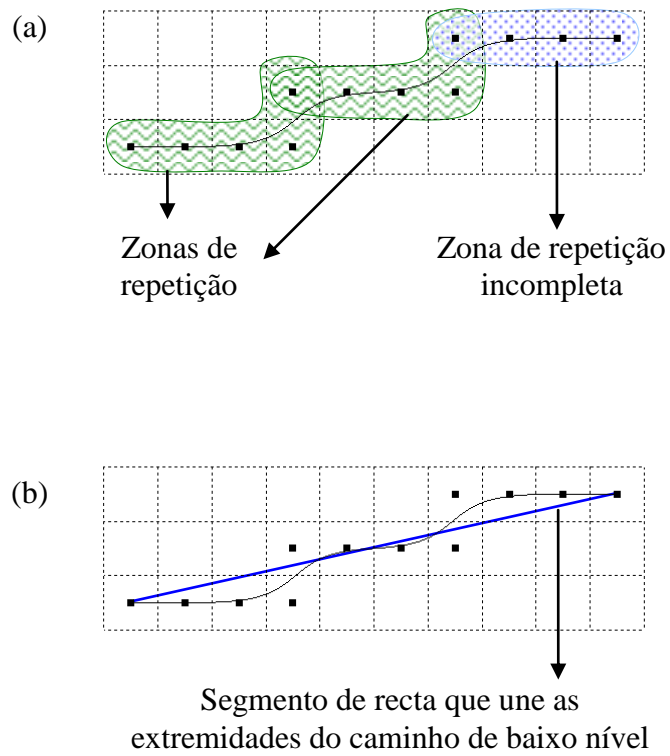 (a)
Zonas de
repetição
Zona de repetição
incompleta
(b)
Segmento de recta que une as
extremidades do caminho de baixo nível